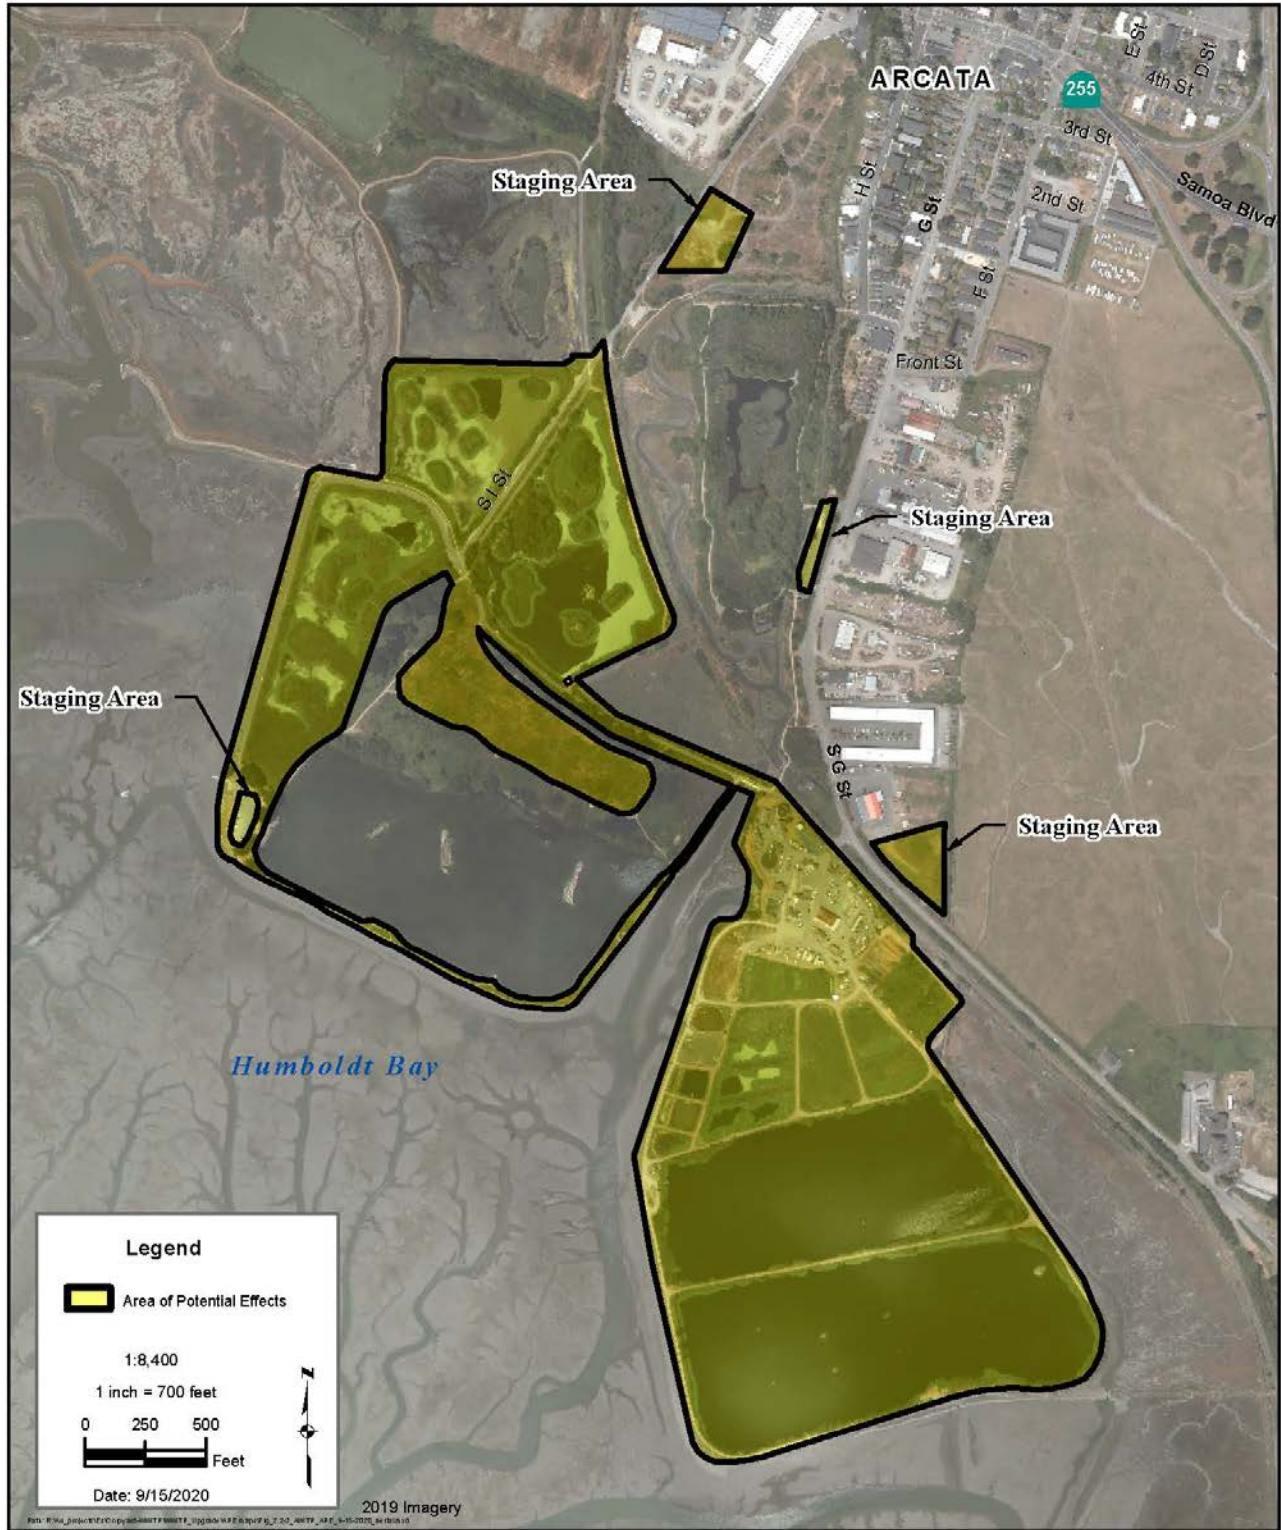 ARCATA
E St
D St
4th St
255
3rd St
Samoa Blvd
Staging Area
H St
G St
2nd St
F St
Front St
S I St
Staging Area
Staging Area
S G St
Staging Area
Humboldt Bay
Legend
Area of Potential Effects
1:8,400
1 inch = 700 feet
0 250 500
Feet
N
Date: 9/15/2020
2019 Imagery